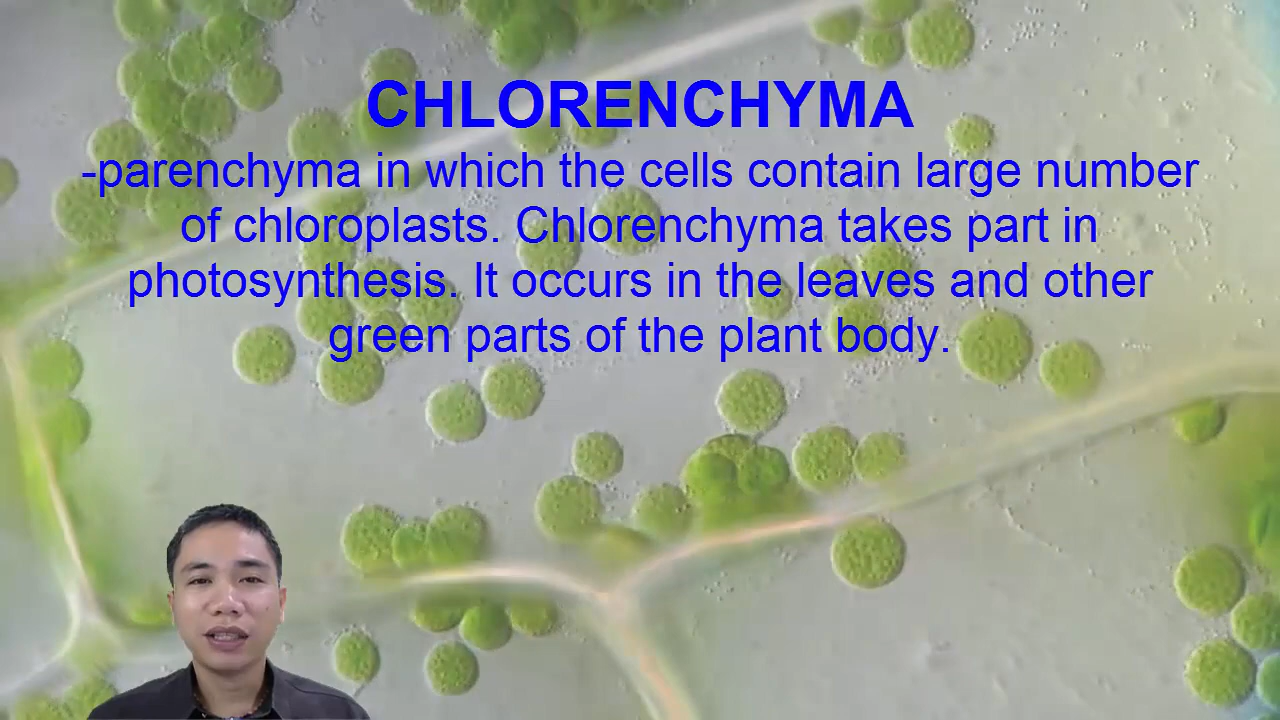 CHLORENCHYMA
-parenchyma in which the cells contain large number
of chloroplasts. Chlorenchyma takes part in
photosynthesis. It occurs in the leaves and other
green parts of the plant body.